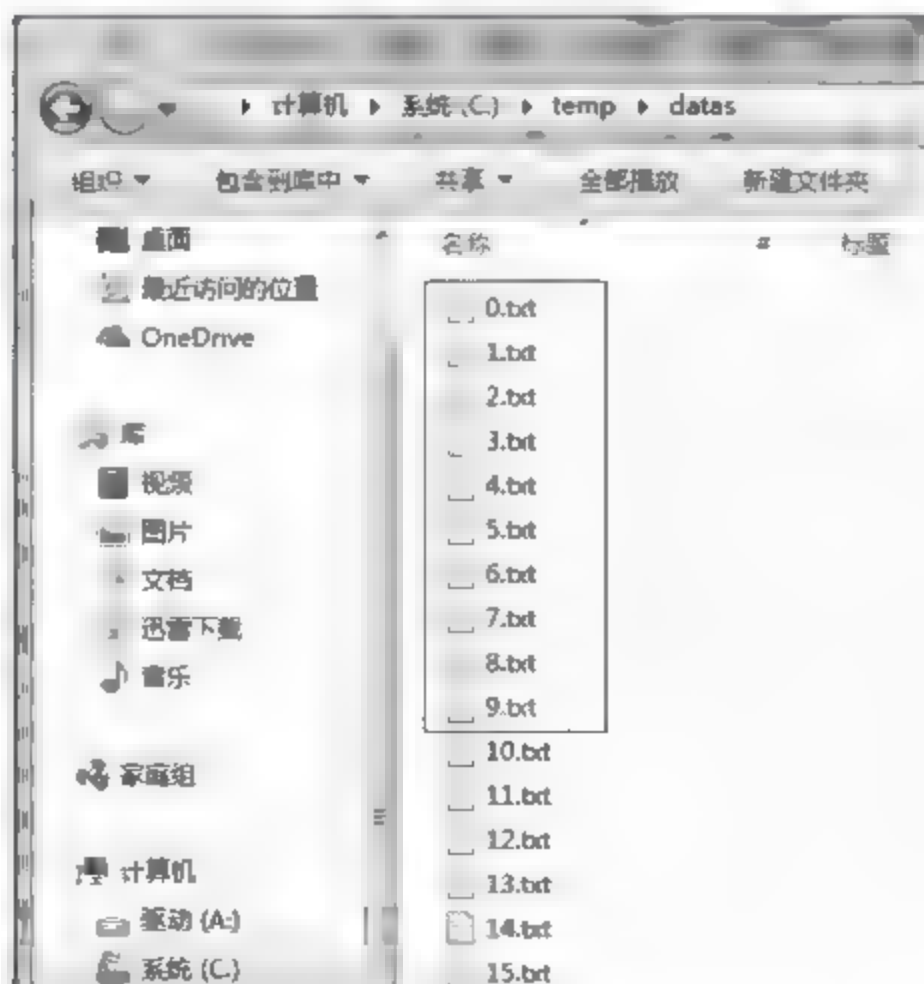 计算机 系统 (C:) temp datas
组织 包含到库中 共享 全部播放 新建文件夹
桌面
最近访问的位置
OneDrive
库
视频
图片
文档
迅雷下载
音乐
家庭组
计算机
驱动 (A:)
系统 (C:)
名称 # 标题
0.txt
1.txt
2.txt
3.txt
4.txt
5.txt
6.txt
7.txt
8.txt
9.txt
10.txt
11.txt
12.txt
13.txt
14.txt
15.txt